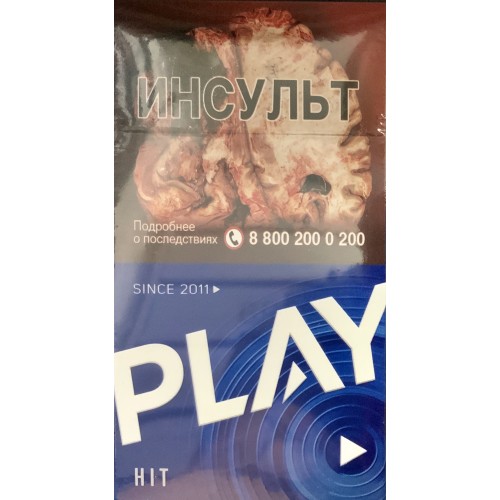 ИНСУЛЬТ
Подробнее
о последствиях 8 800 200 0 200
SINCE 2011
PLAY
HIT